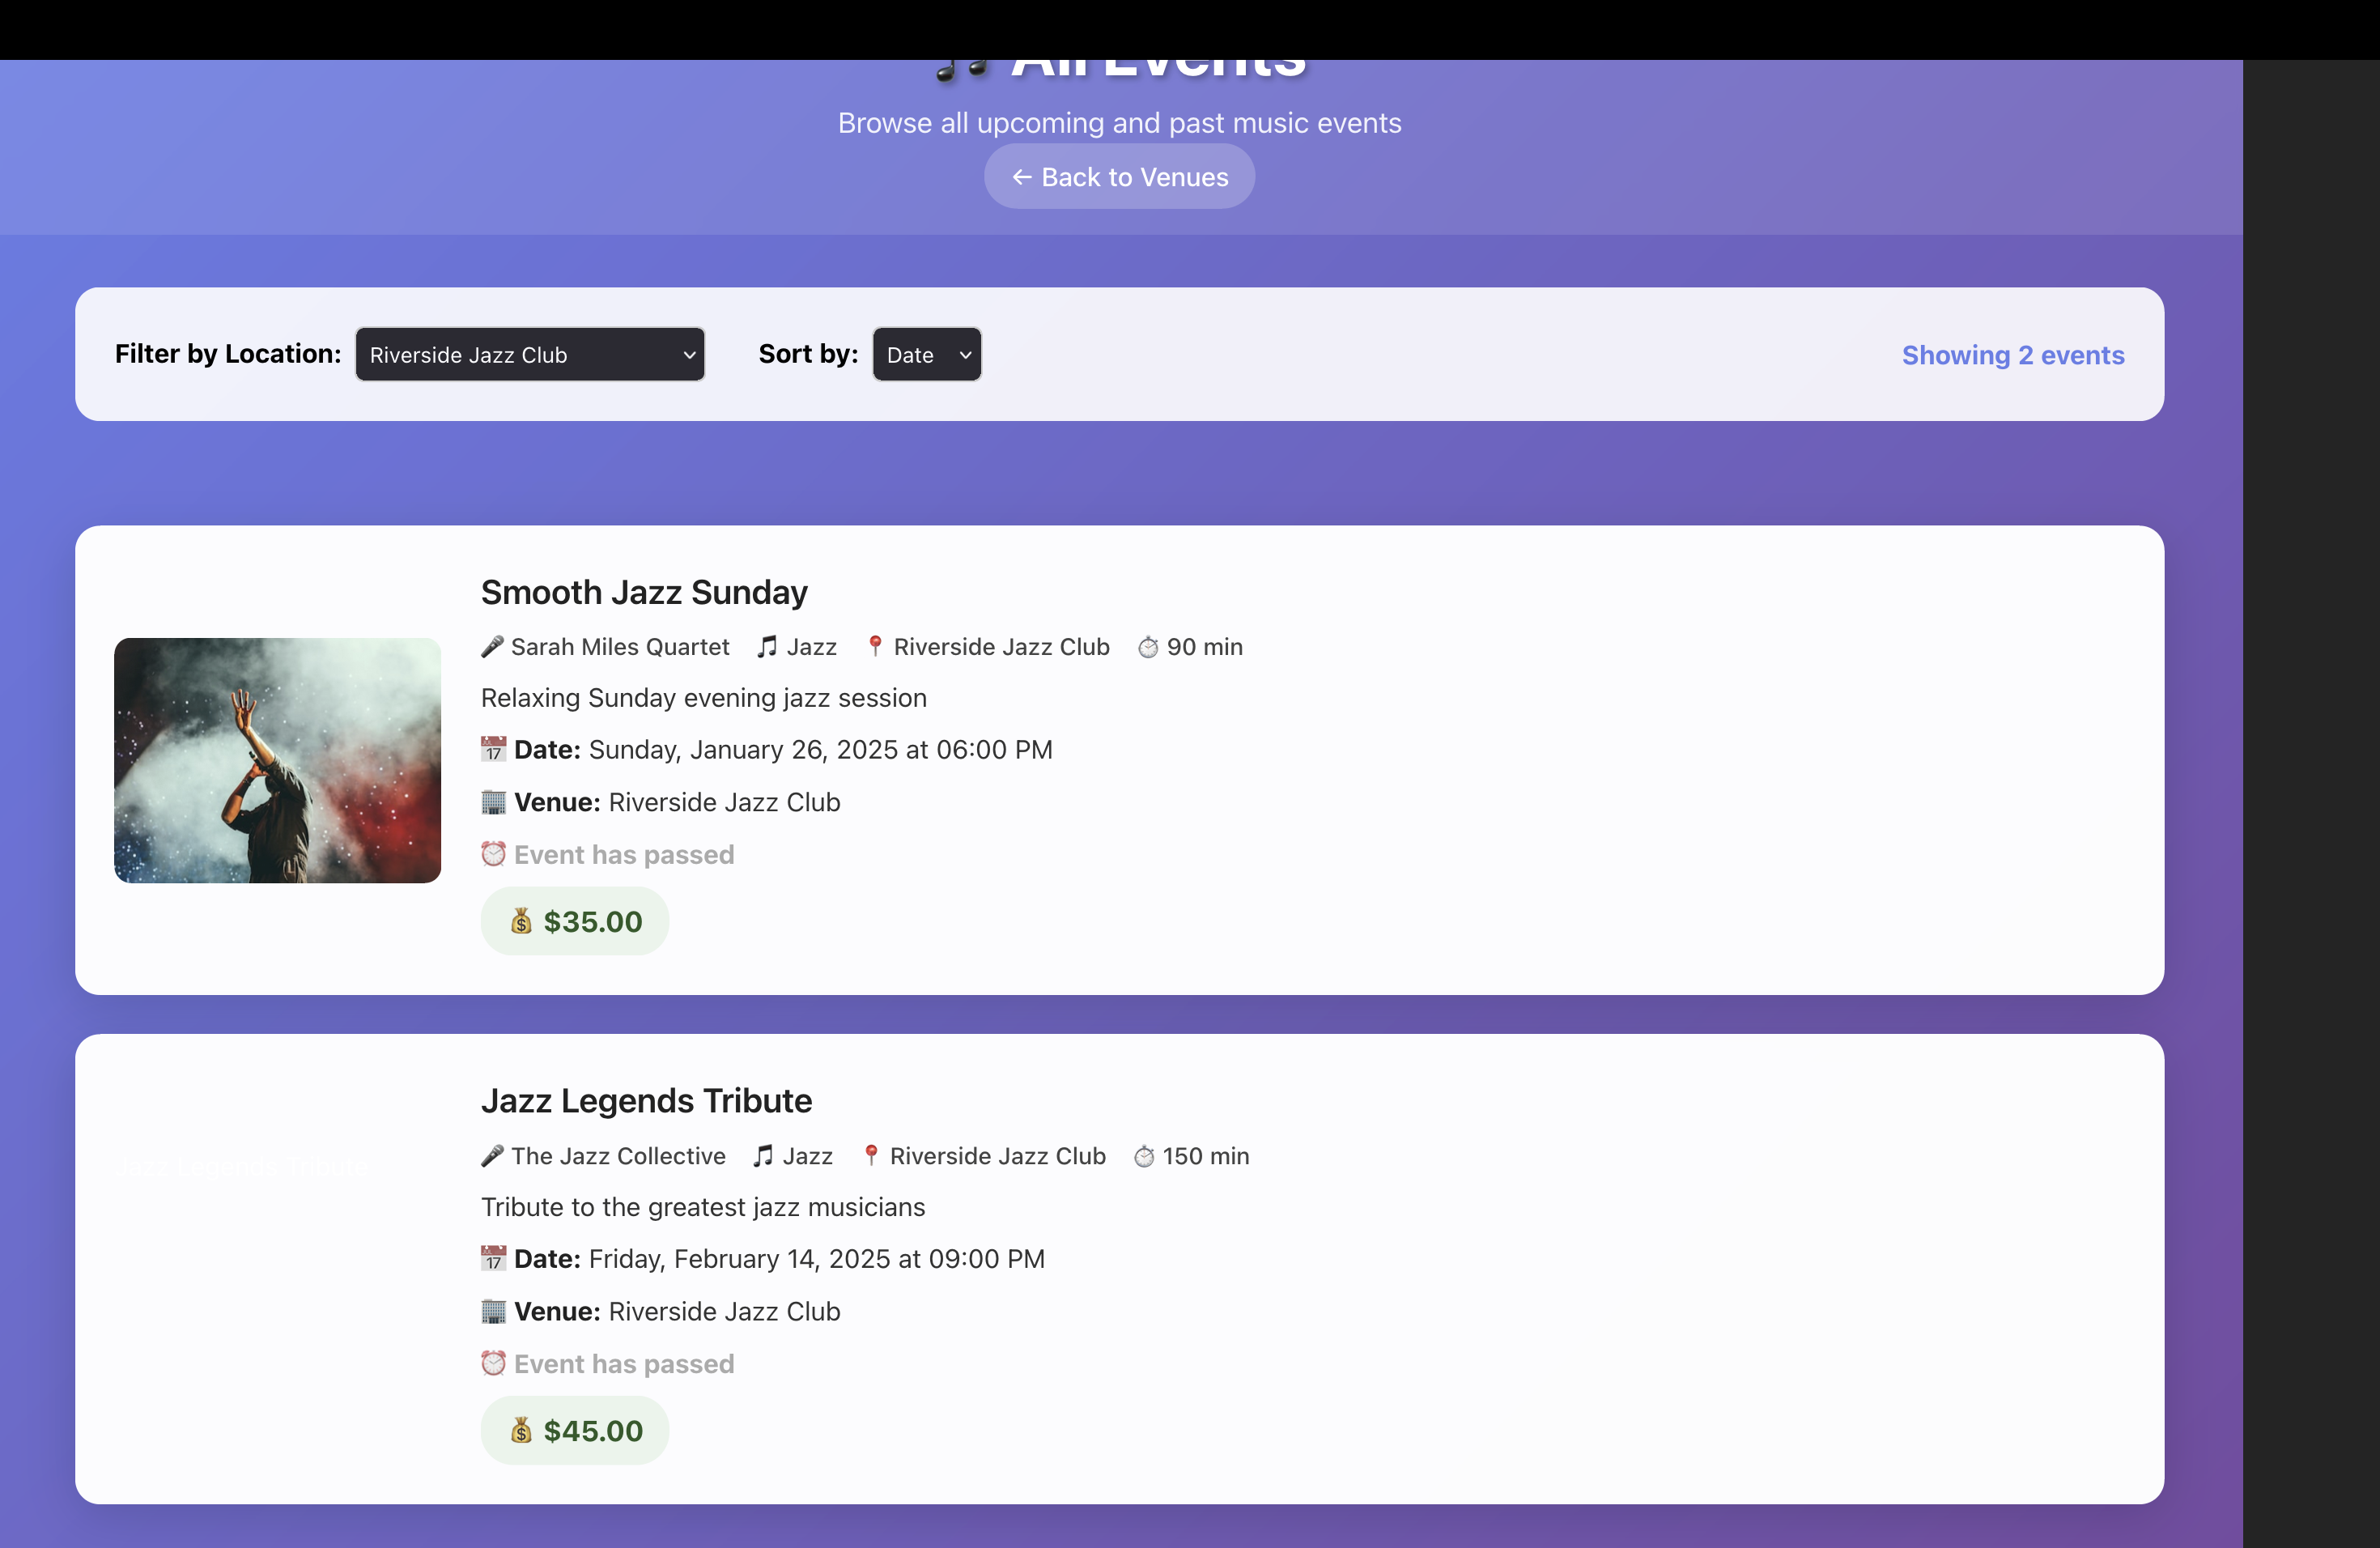 🎵 All Events
Browse all upcoming and past music events
← Back to Venues
Filter by Location: Riverside Jazz Club Sort by: Date Showing 2 events
Smooth Jazz Sunday
🎤 Sarah Miles Quartet 🎵 Jazz 📍 Riverside Jazz Club ⏱️ 90 min
Relaxing Sunday evening jazz session
📅 Date: Sunday, January 26, 2025 at 06:00 PM
🏢 Venue: Riverside Jazz Club
⏰ Event has passed
💰 $35.00
Jazz Legends Tribute
🎤 The Jazz Collective 🎵 Jazz 📍 Riverside Jazz Club ⏱️ 150 min
Jazz Legends Tribute
Tribute to the greatest jazz musicians
📅 Date: Friday, February 14, 2025 at 09:00 PM
🏢 Venue: Riverside Jazz Club
⏰ Event has passed
💰 $45.00